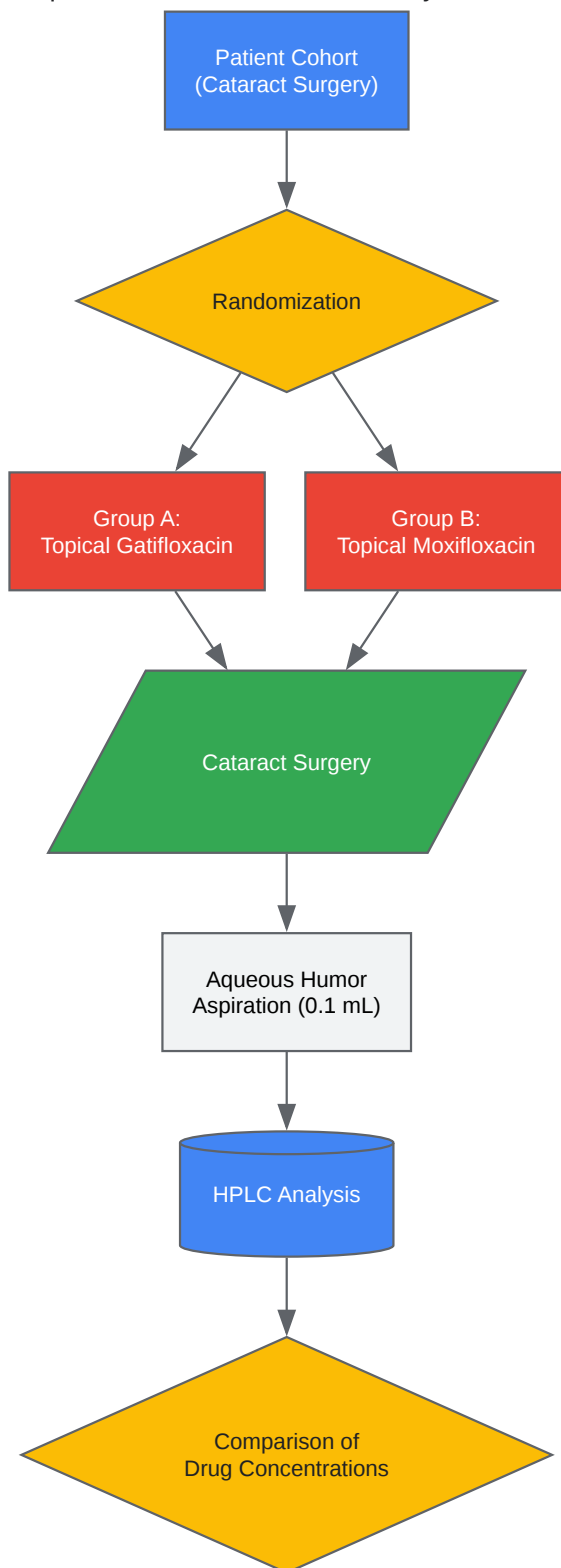 Patient Cohort
(Cataract Surgery)
Randomization
Group A:
Topical Gatifloxacin
Group B:
Topical Moxifloxacin
Cataract Surgery
Aqueous Humor
Aspiration (0.1 mL)
HPLC Analysis
Comparison of
Drug Concentrations